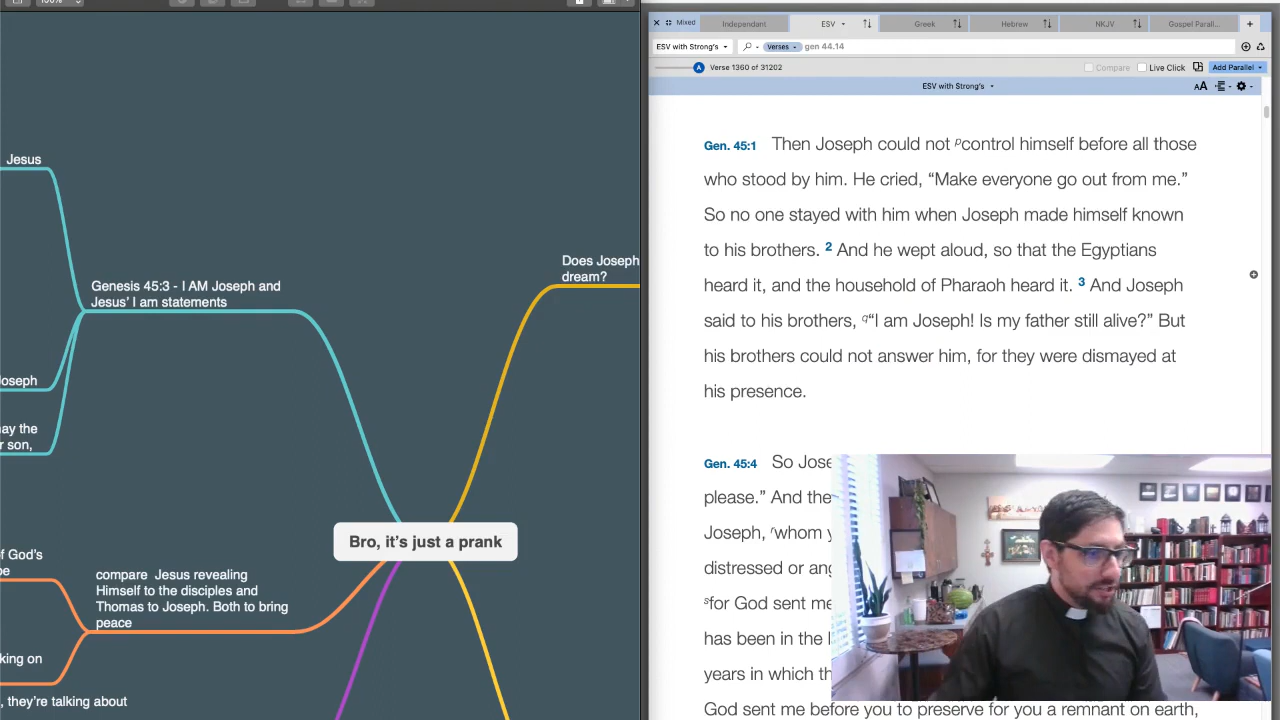 Jesus
Genesis 45:3 - I AM Joseph and
Jesus’ I am statements
Joseph
may the
r son,
Does Joseph
dream?
Bro, it’s just a prank
of God’s
compare  Jesus revealing
Himself to the disciples and
Thomas to Joseph. Both to bring
peace
king on
, they’re talking about
Mixed
Independant
ESV
Greek
Hebrew
NKJV
Gospel Parall...
+
ESV with Strong’s
Verses
gen 44.14
A
Verse 1360 of 31202
Compare
Live Click
Add Parallel
ESV with Strong’s
AA
Gen. 45:1 Then Joseph could not pcontrol himself before all those
who stood by him. He cried, “Make everyone go out from me.”
So no one stayed with him when Joseph made himself known
to his brothers. 2 And he wept aloud, so that the Egyptians
heard it, and the household of Pharaoh heard it. 3 And Joseph
said to his brothers, q“I am Joseph! Is my father still alive?” But
his brothers could not answer him, for they were dismayed at
his presence.
Gen. 45:4 So Jose
please.” And the
Joseph, rwhom y
distressed or ang
sfor God sent me
has been in the l
years in which th
God sent me before you to preserve for you a remnant on earth,